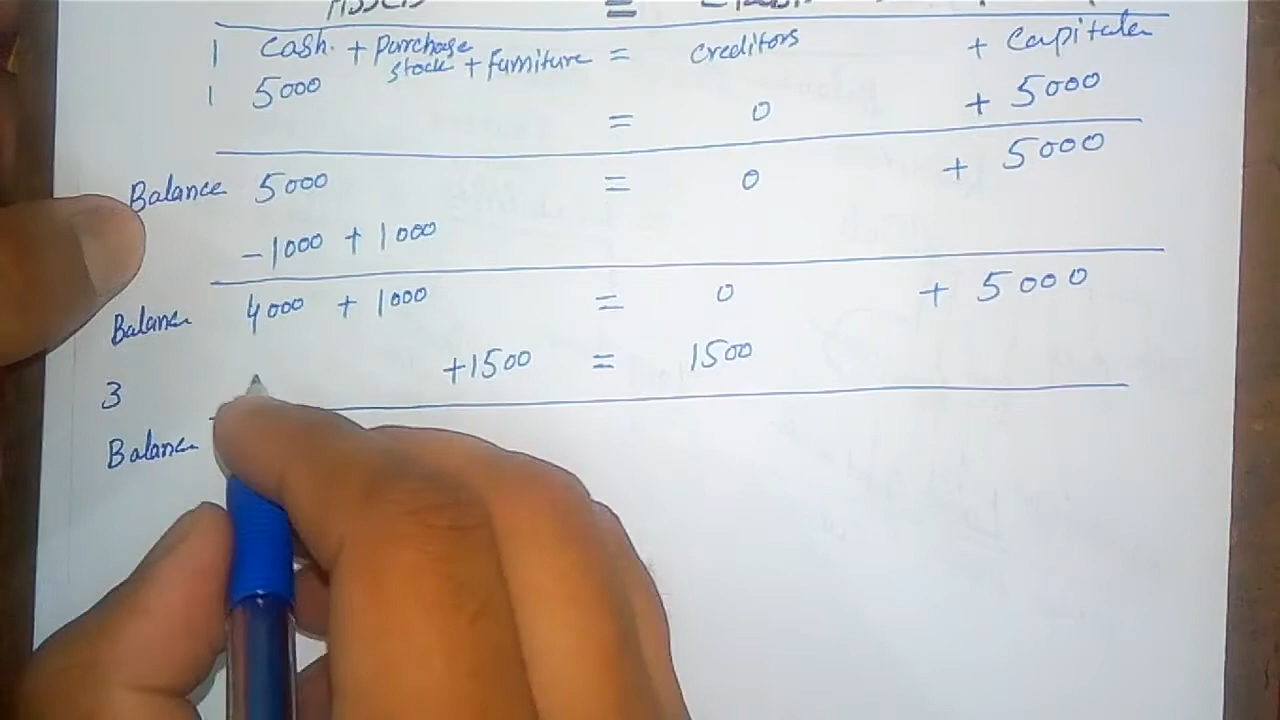 Assets =
1 Cash. + Purchase stock + furniture = Creditors + Capital
1 5000 = 0 + 5000
Balance 5000 = 0 + 5000
-1000 + 1000
Balance 4000 + 1000 = 0 + 5000
3 +1500 = 1500
Balance